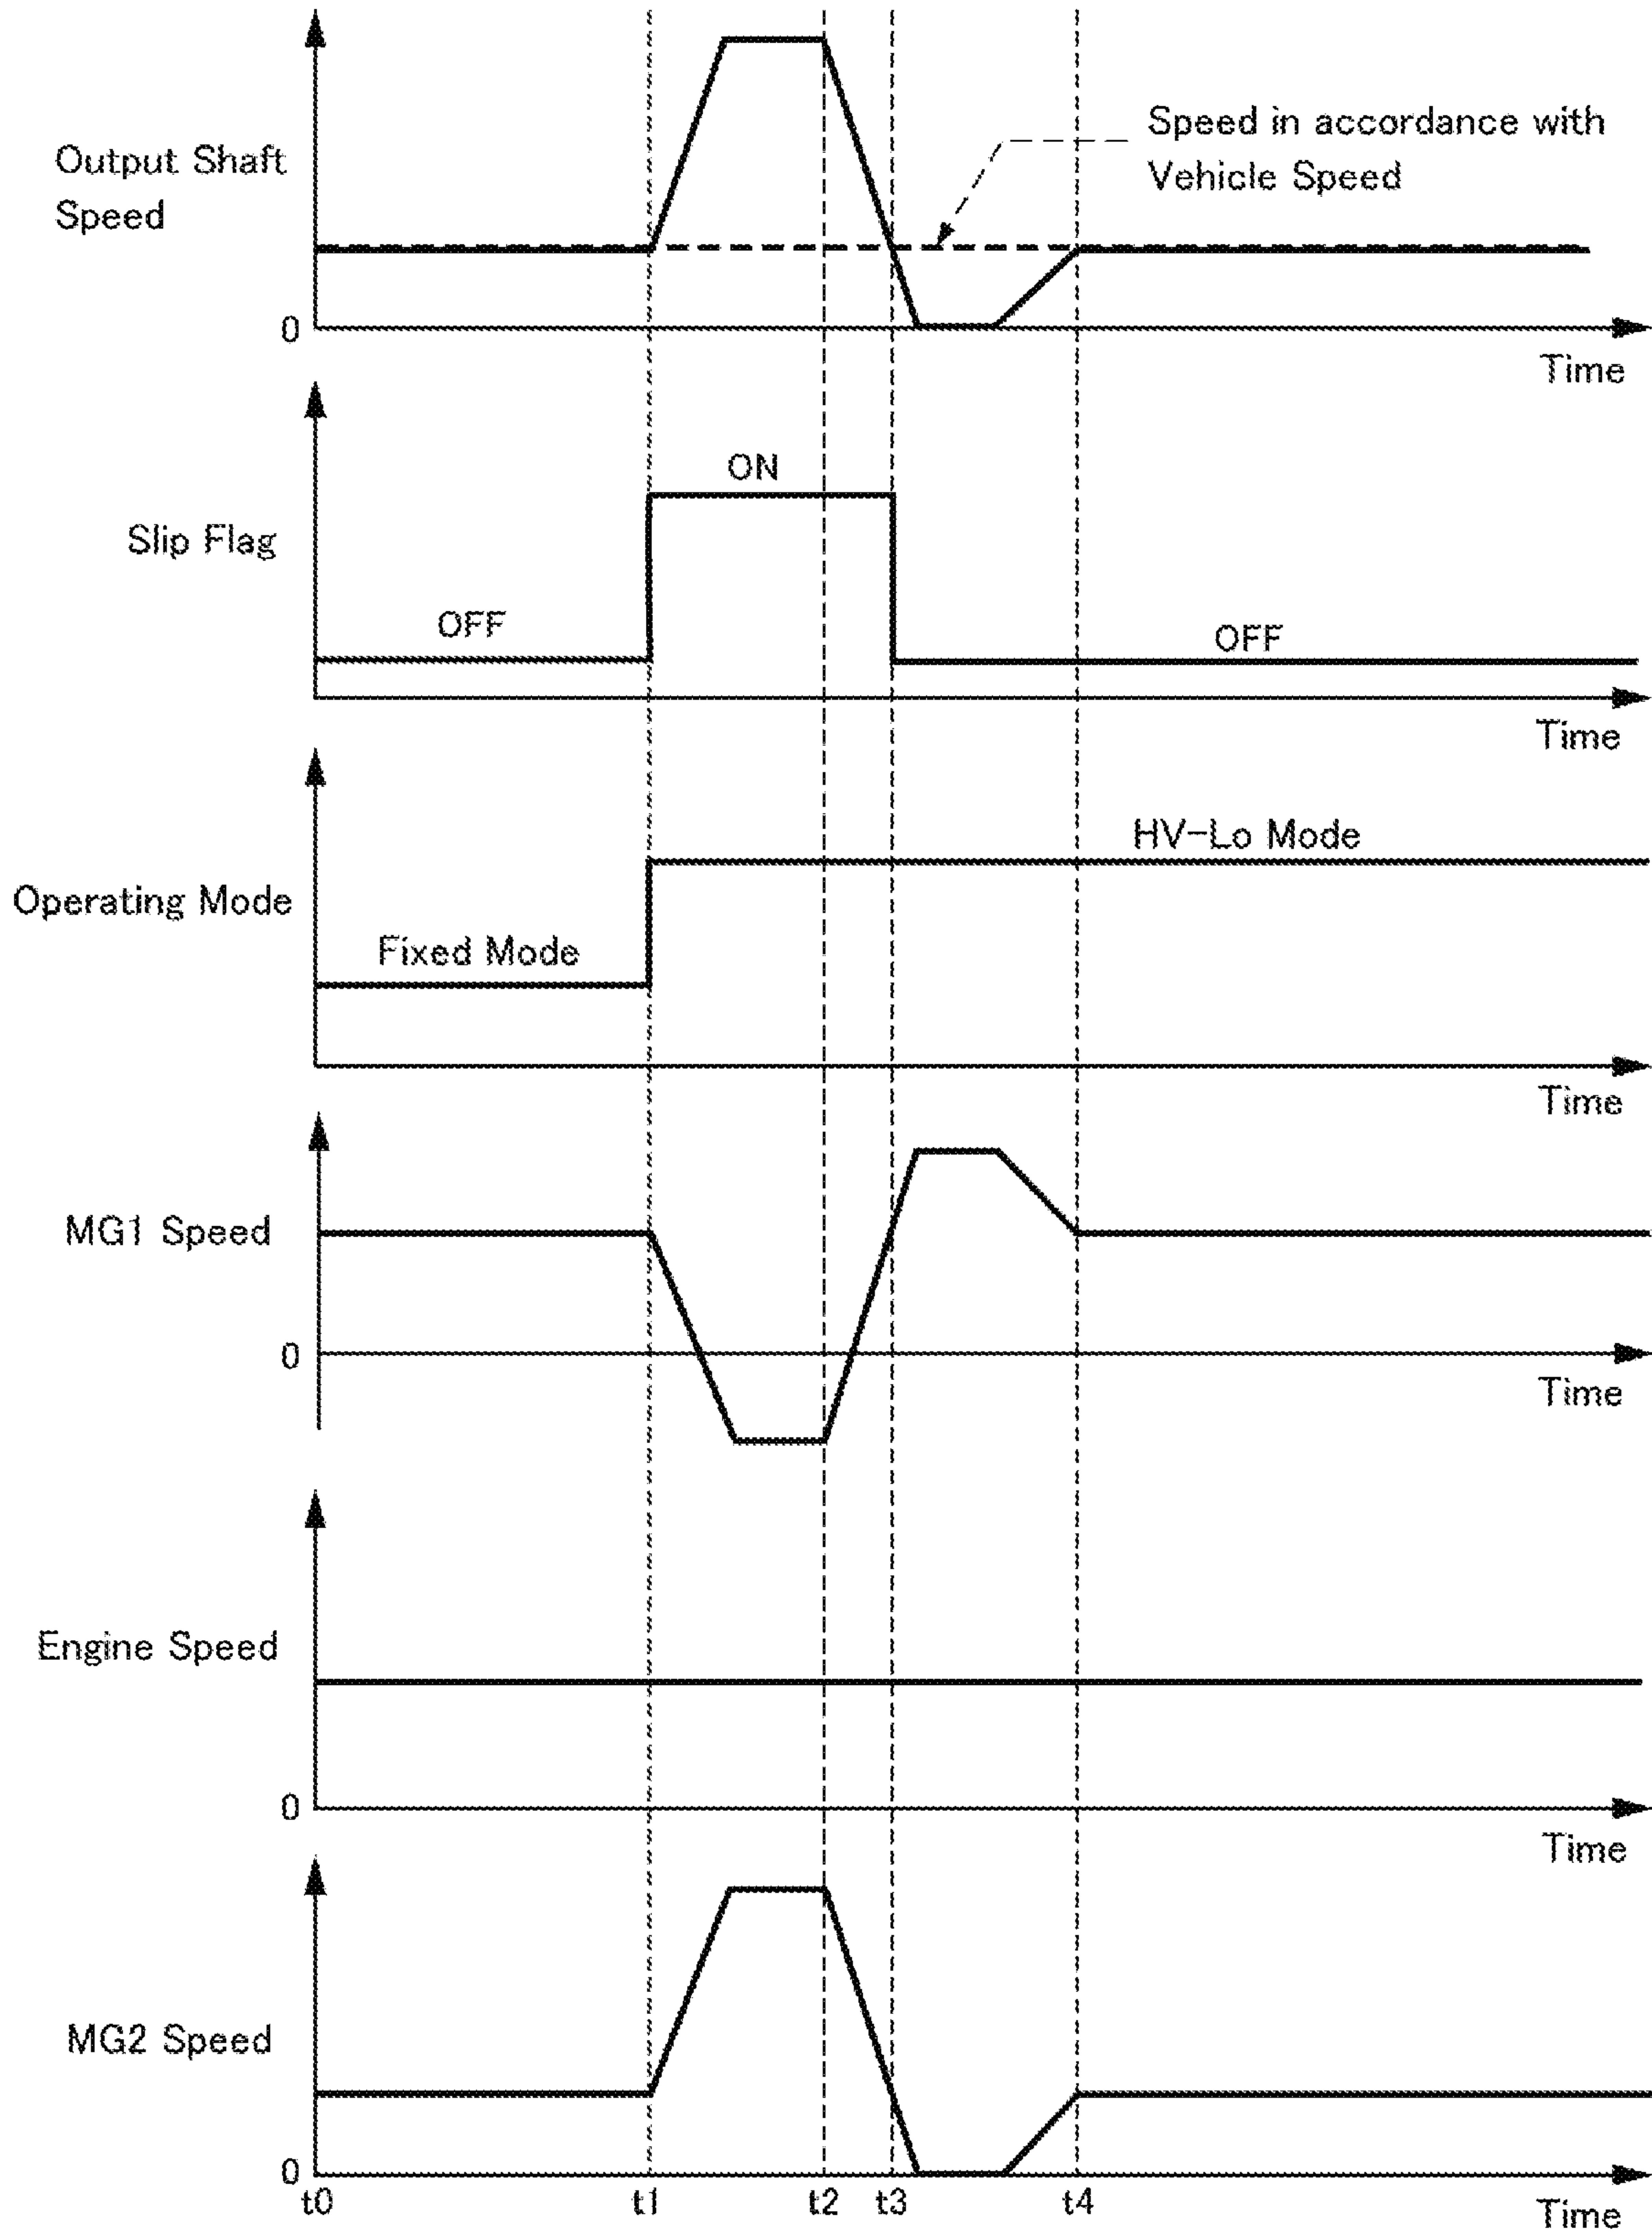 Output Shaft
Speed
Speed in accordance with
Vehicle Speed
0
Time
ON
Slip Flag
OFF
OFF
Time
HV-Lo Mode
Operating Mode
Fixed Mode
Time
MG1 Speed
0
Time
Engine Speed
0
Time
MG2 Speed
0
t0 t1 t2 t3 t4
Time